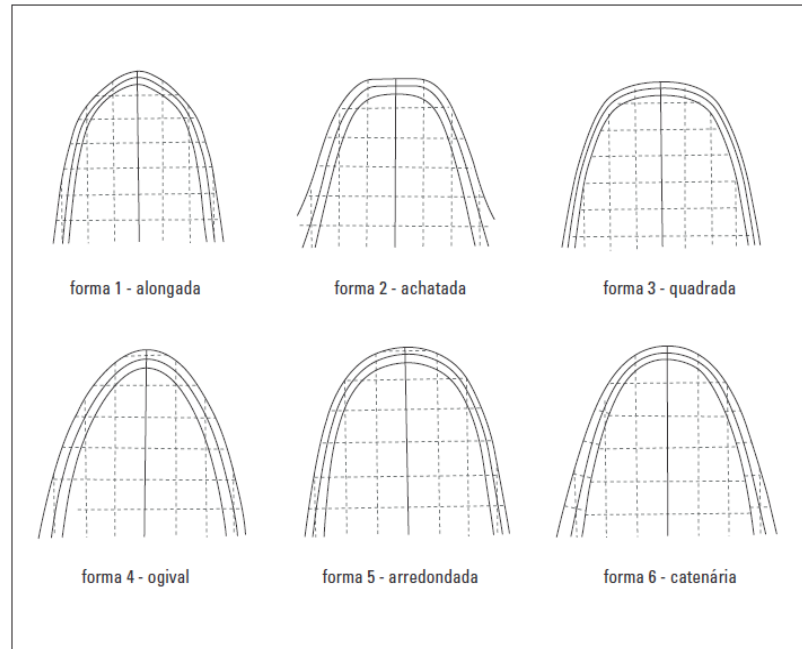 forma 1 - alongada
forma 2 - achatada
forma 3 - quadrada
forma 4 - ogival
forma 5 - arredondada
forma 6 - catenária